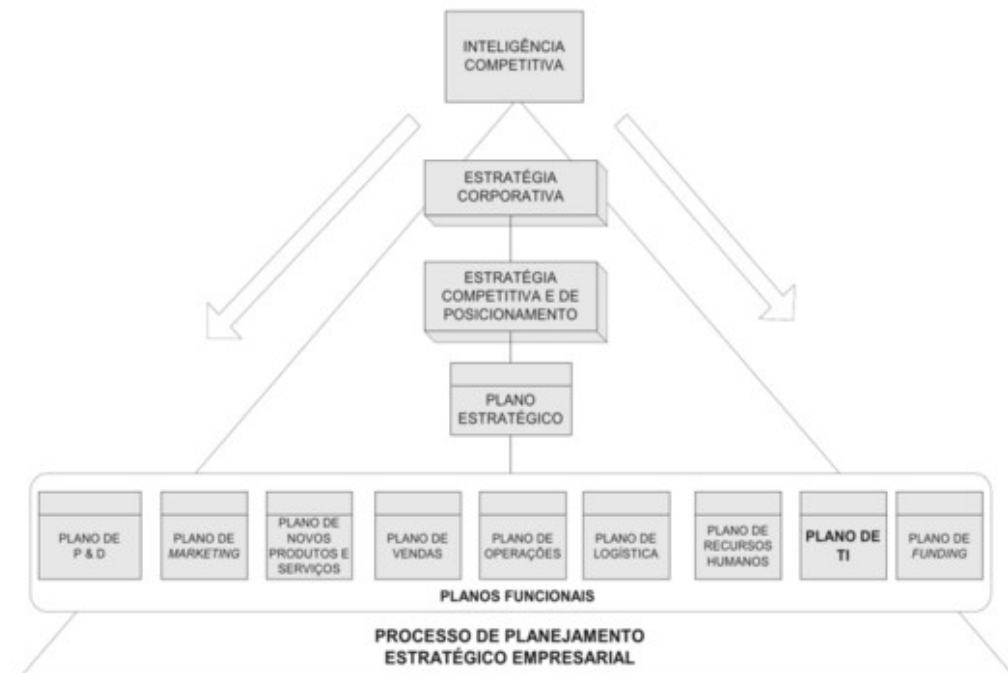 INTELIGÊNCIA
COMPETITIVA
ESTRATÉGIA
CORPORATIVA
ESTRATÉGIA
COMPETITIVA E DE
POSICIONAMENTO
PLANO
ESTRATÉGICO
PLANO DE
P & D
PLANO DE
MARKETING
PLANO DE
NOVOS
PRODUTOS E
SERVIÇOS
PLANO DE
VENDAS
PLANO DE
OPERAÇÕES
PLANO DE
LOGÍSTICA
PLANO DE
RECURSOS
HUMANOS
PLANO DE
TI
PLANO DE
FUNDING
PLANOS FUNCIONAIS
PROCESSO DE PLANEJAMENTO
ESTRATÉGICO EMPRESARIAL